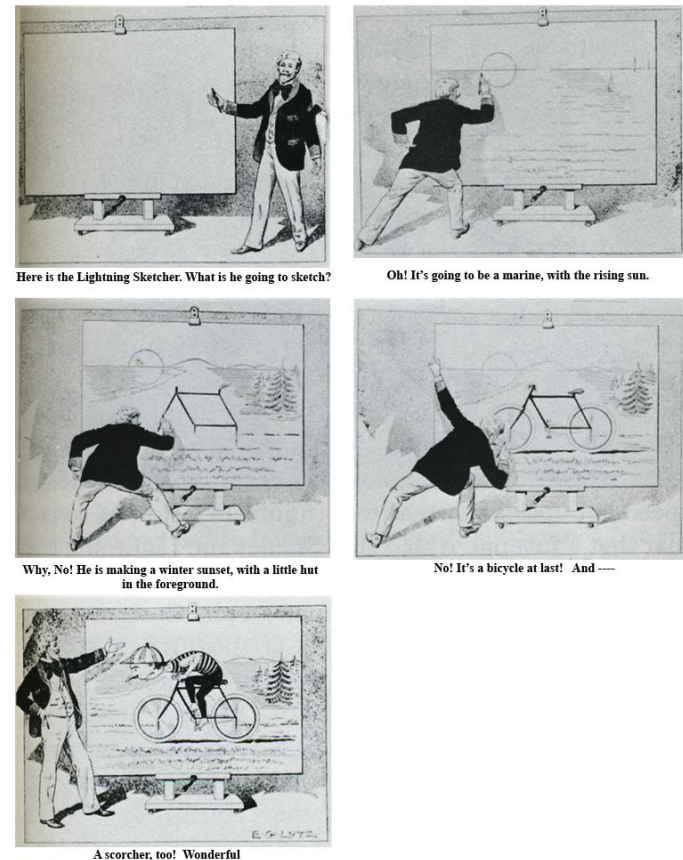 Here is the Lightning Sketcher. What is he going to sketch?
Oh! It's going to be a marine, with the rising sun.
Why, No! He is making a winter sunset, with a little hut
in the foreground.
No! It's a bicycle at last! And ----
E·G·LUTZ
A scorcher, too! Wonderful